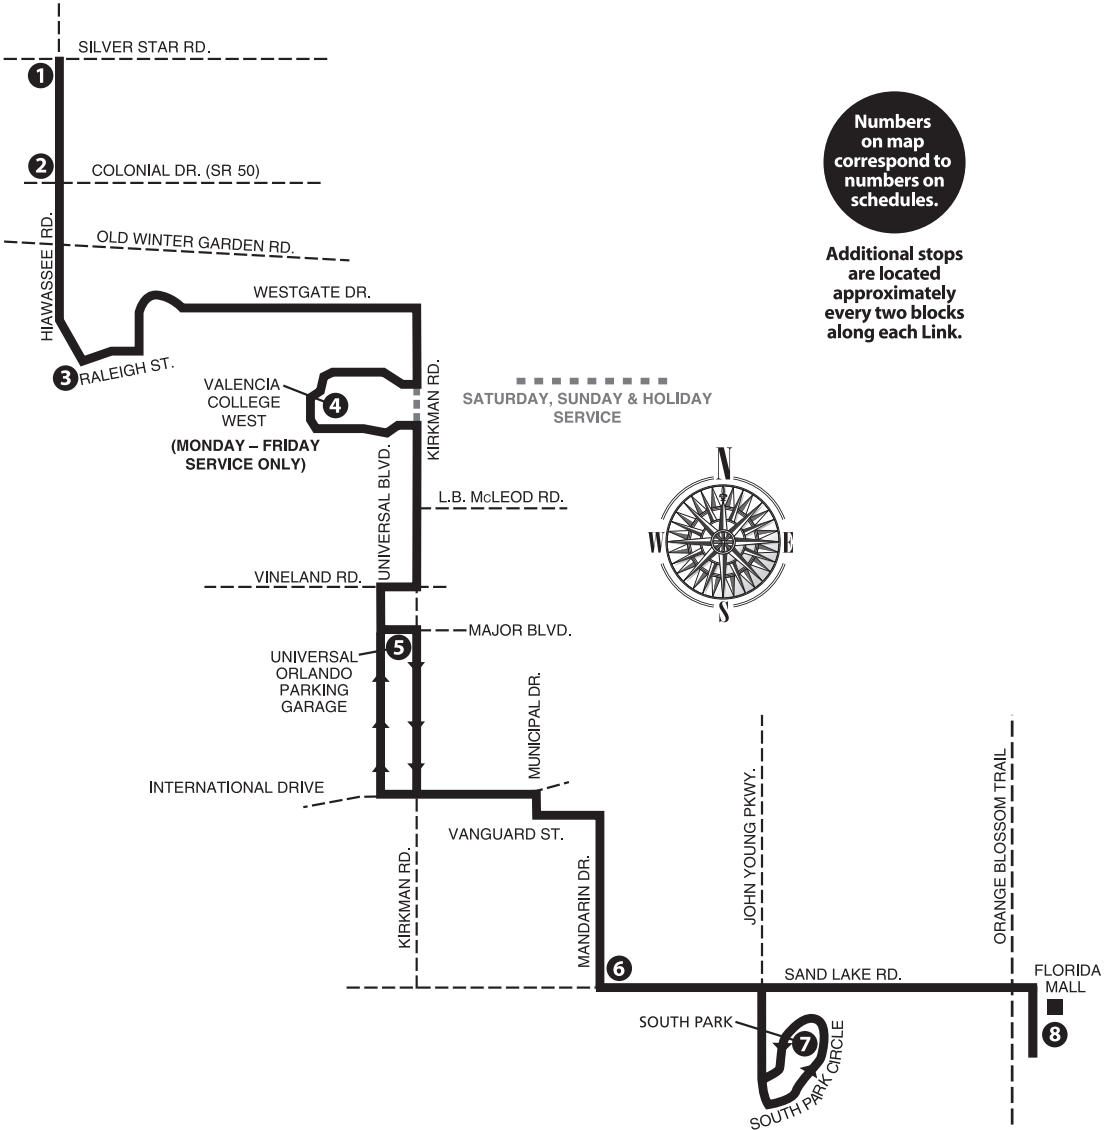 SILVER STAR RD.
1
2
COLONIAL DR. (SR 50)
HIAWASSEE RD.
OLD WINTER GARDEN RD.
WESTGATE DR.
3
RALEIGH ST.
VALENCIA
COLLEGE
WEST
4
(MONDAY – FRIDAY
SERVICE ONLY)
KIRKMAN RD.
SATURDAY, SUNDAY & HOLIDAY
SERVICE
Numbers
on map
correspond to
numbers on
schedules.
Additional stops
are located
approximately
every two blocks
along each Link.
N
W
E
S
UNIVERSAL BLVD.
L.B. McLEOD RD.
VINELAND RD.
MAJOR BLVD.
5
UNIVERSAL
ORLANDO
PARKING
GARAGE
INTERNATIONAL DRIVE
MUNICIPAL DR.
VANGUARD ST.
KIRKMAN RD.
MANDARIN DR.
JOHN YOUNG PKWY.
ORANGE BLOSSOM TRAIL
6
SAND LAKE RD.
FLORIDA
MALL
8
SOUTH PARK
7
SOUTH PARK CIRCLE